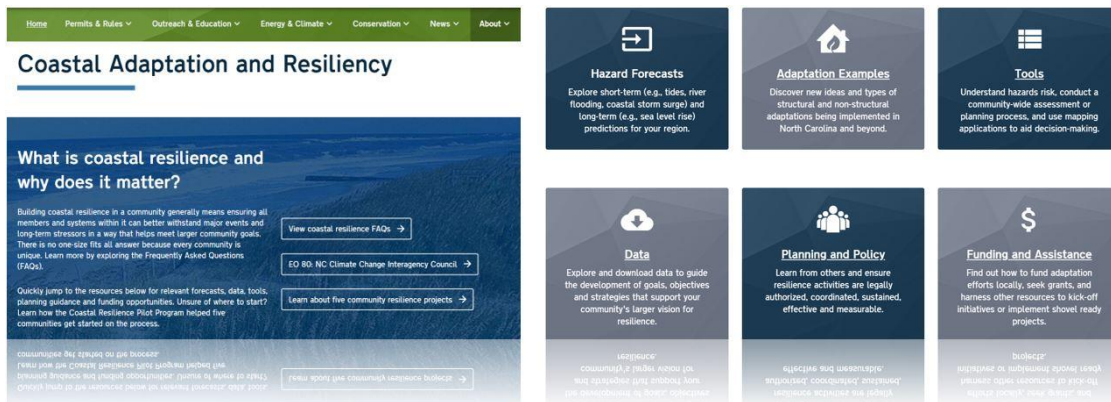 Home Permits & Rules Outreach & Education Energy & Climate Conservation News About
Coastal Adaptation and Resiliency
What is coastal resilience and
why does it matter?
Building coastal resilience in a community generally means ensuring all
members and systems within it can better withstand major events and
long-term stressors in a way that helps meet larger community goals.
There is no one-size fits all answer because every community is
unique. Learn more by exploring the Frequently Asked Questions
(FAQs).
Quickly jump to the resources below for relevant forecasts, data, tools,
planning guidance and funding opportunities. Unsure of where to start?
Learn how the Coastal Resilience Pilot Program helped five
communities get started on the process.
View coastal resilience FAQs →
EO 80: NC Climate Change Interagency Council →
Learn about five community resilience projects →
Hazard Forecasts
Explore short-term (e.g., tides, river
flooding, coastal storm surge) and
long-term (e.g., sea level rise)
predictions for your region.
Adaptation Examples
Discover new ideas and types of
structural and non-structural
adaptations being implemented in
North Carolina and beyond.
Tools
Understand hazards risk, conduct a
community-wide assessment or
planning process, and use mapping
applications to aid decision-making.
Data
Explore and download data to guide
the development of goals, objectives
and strategies that support your
community's larger vision for
resilience.
Planning and Policy
Learn from others and ensure
resilience activities are legally
authorized, coordinated, sustained,
effective and measurable.
$
Funding and Assistance
Find out how to fund adaptation
efforts locally, seek grants, and
harness other resources to kick-off
initiatives or implement shovel ready
projects.